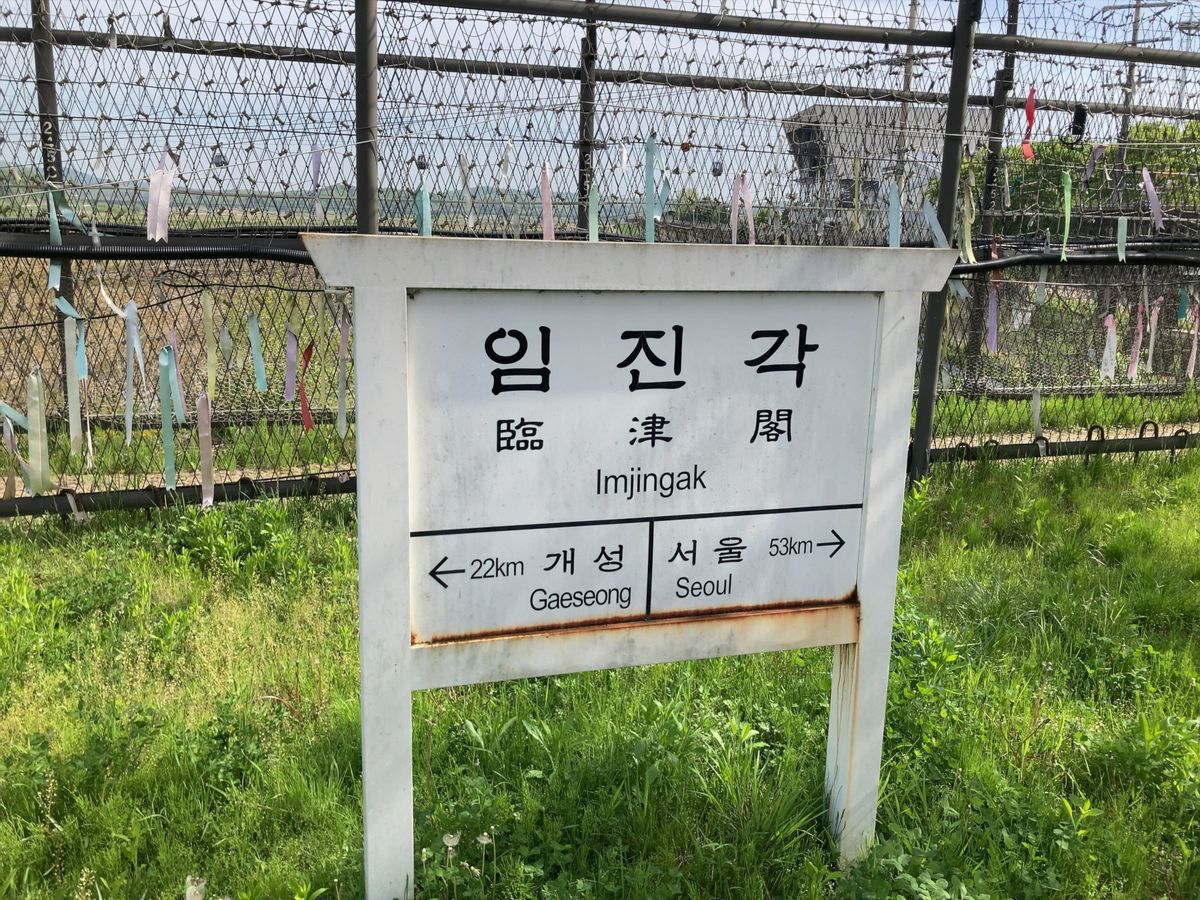 임 진 각
臨 津 閣
Imjingak
← 22km 개 성
Gaeseong
서 울 53km →
Seoul